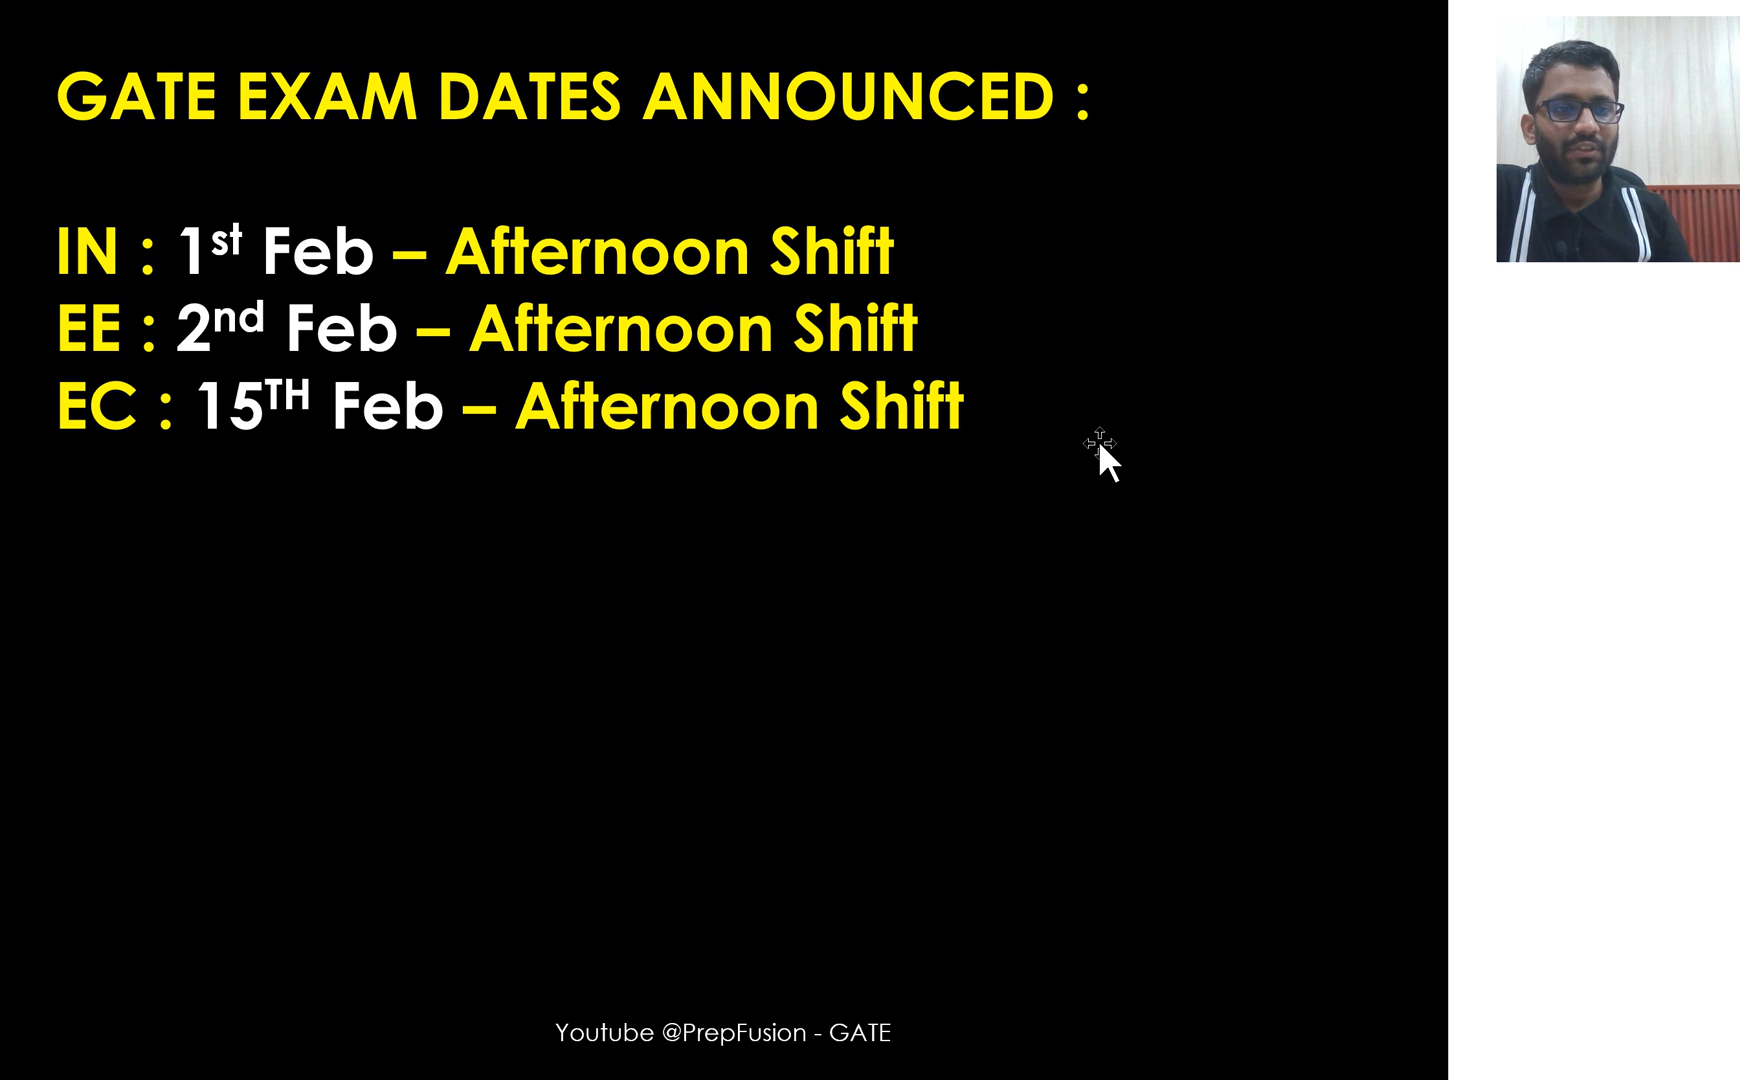 GATE EXAM DATES ANNOUNCED :
IN : 1st Feb – Afternoon Shift
EE : 2nd Feb – Afternoon Shift
EC : 15TH Feb – Afternoon Shift
Youtube @PrepFusion - GATE